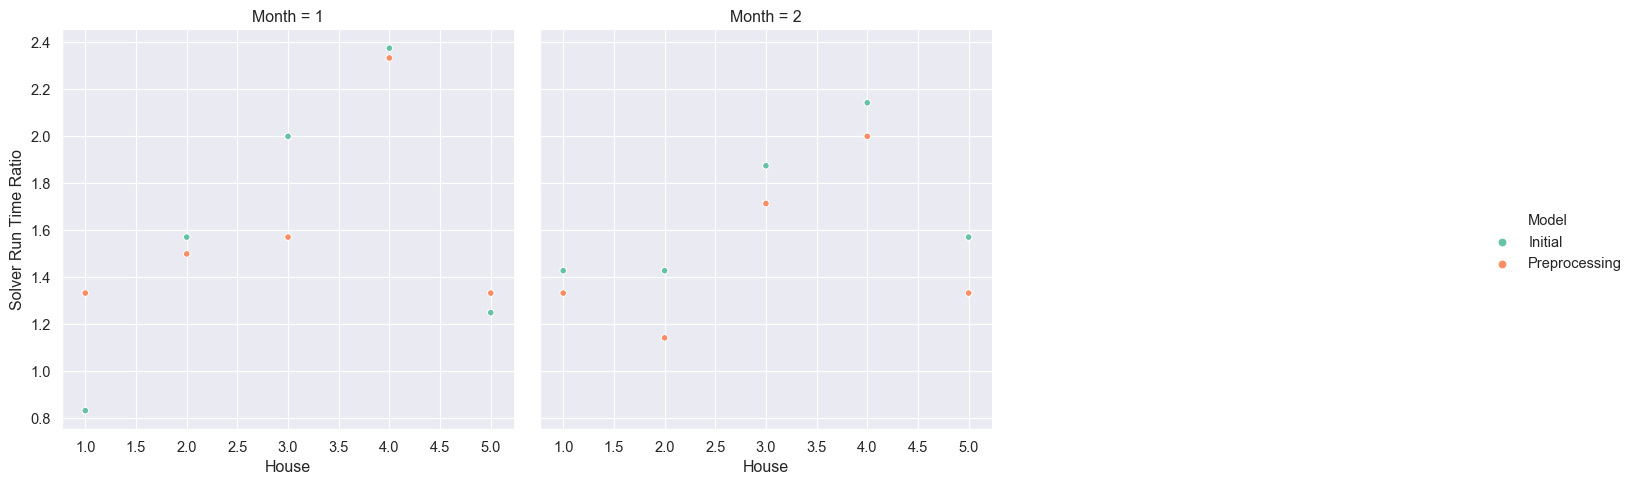 Month = 1
Month = 2
Solver Run Time Ratio
2.4
2.2
2.0
1.8
1.6
1.4
1.2
1.0
0.8
1.0 1.5 2.0 2.5 3.0 3.5 4.0 4.5 5.0
House
1.0 1.5 2.0 2.5 3.0 3.5 4.0 4.5 5.0
House
Model
Initial
Preprocessing